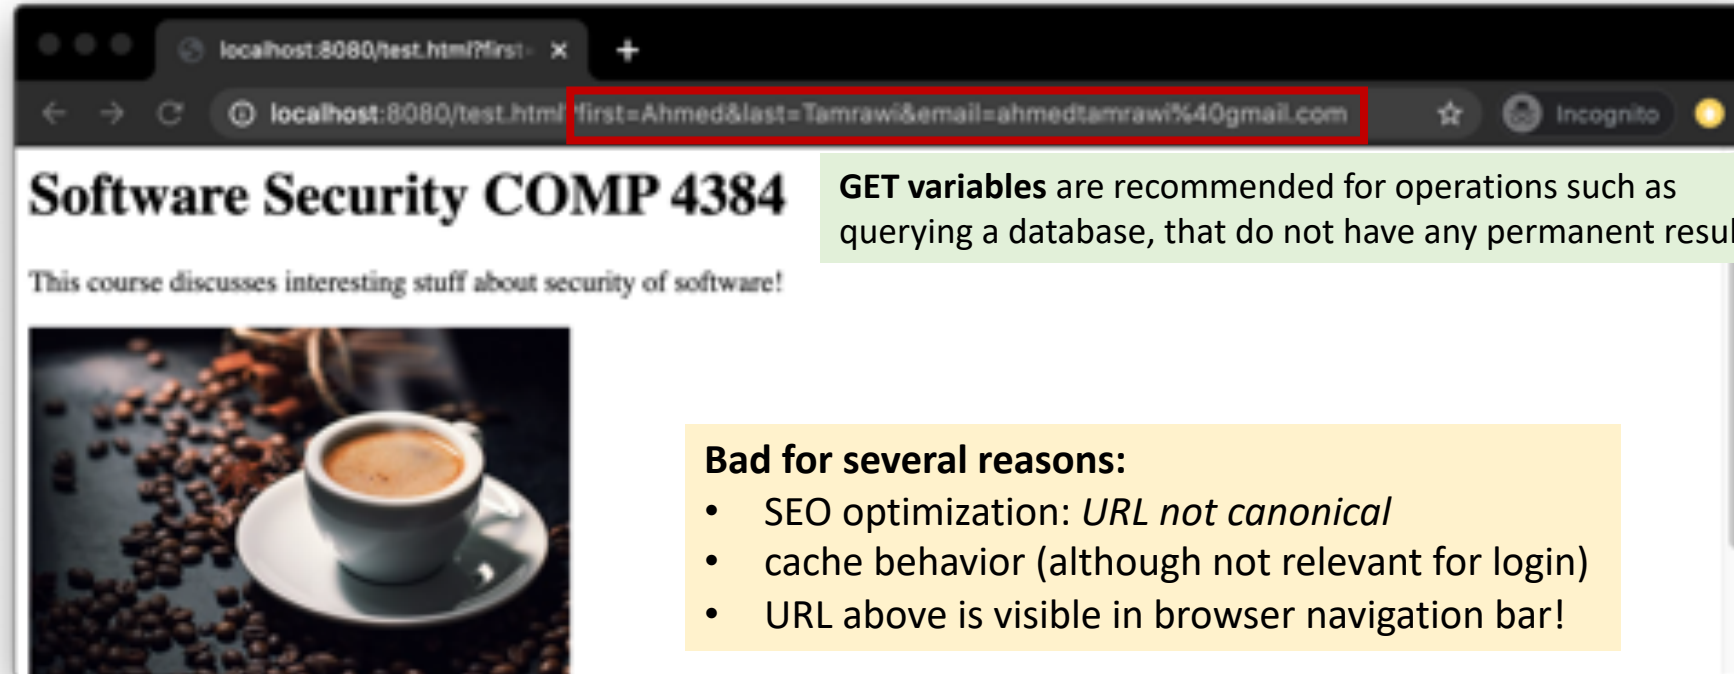 localhost:8080/test.html?first-
localhost:8080/test.html?first=Ahmed&last=Tamrawi&email=ahmedtamrawi%40gmail.com
Incognito
Software Security COMP 4384
GET variables are recommended for operations such as
querying a database, that do not have any permanent
This course discusses interesting stuff about security of software!
Bad for several reasons:
• SEO optimization: URL not canonical
• cache behavior (although not relevant for login)
• URL above is visible in browser navigation bar!